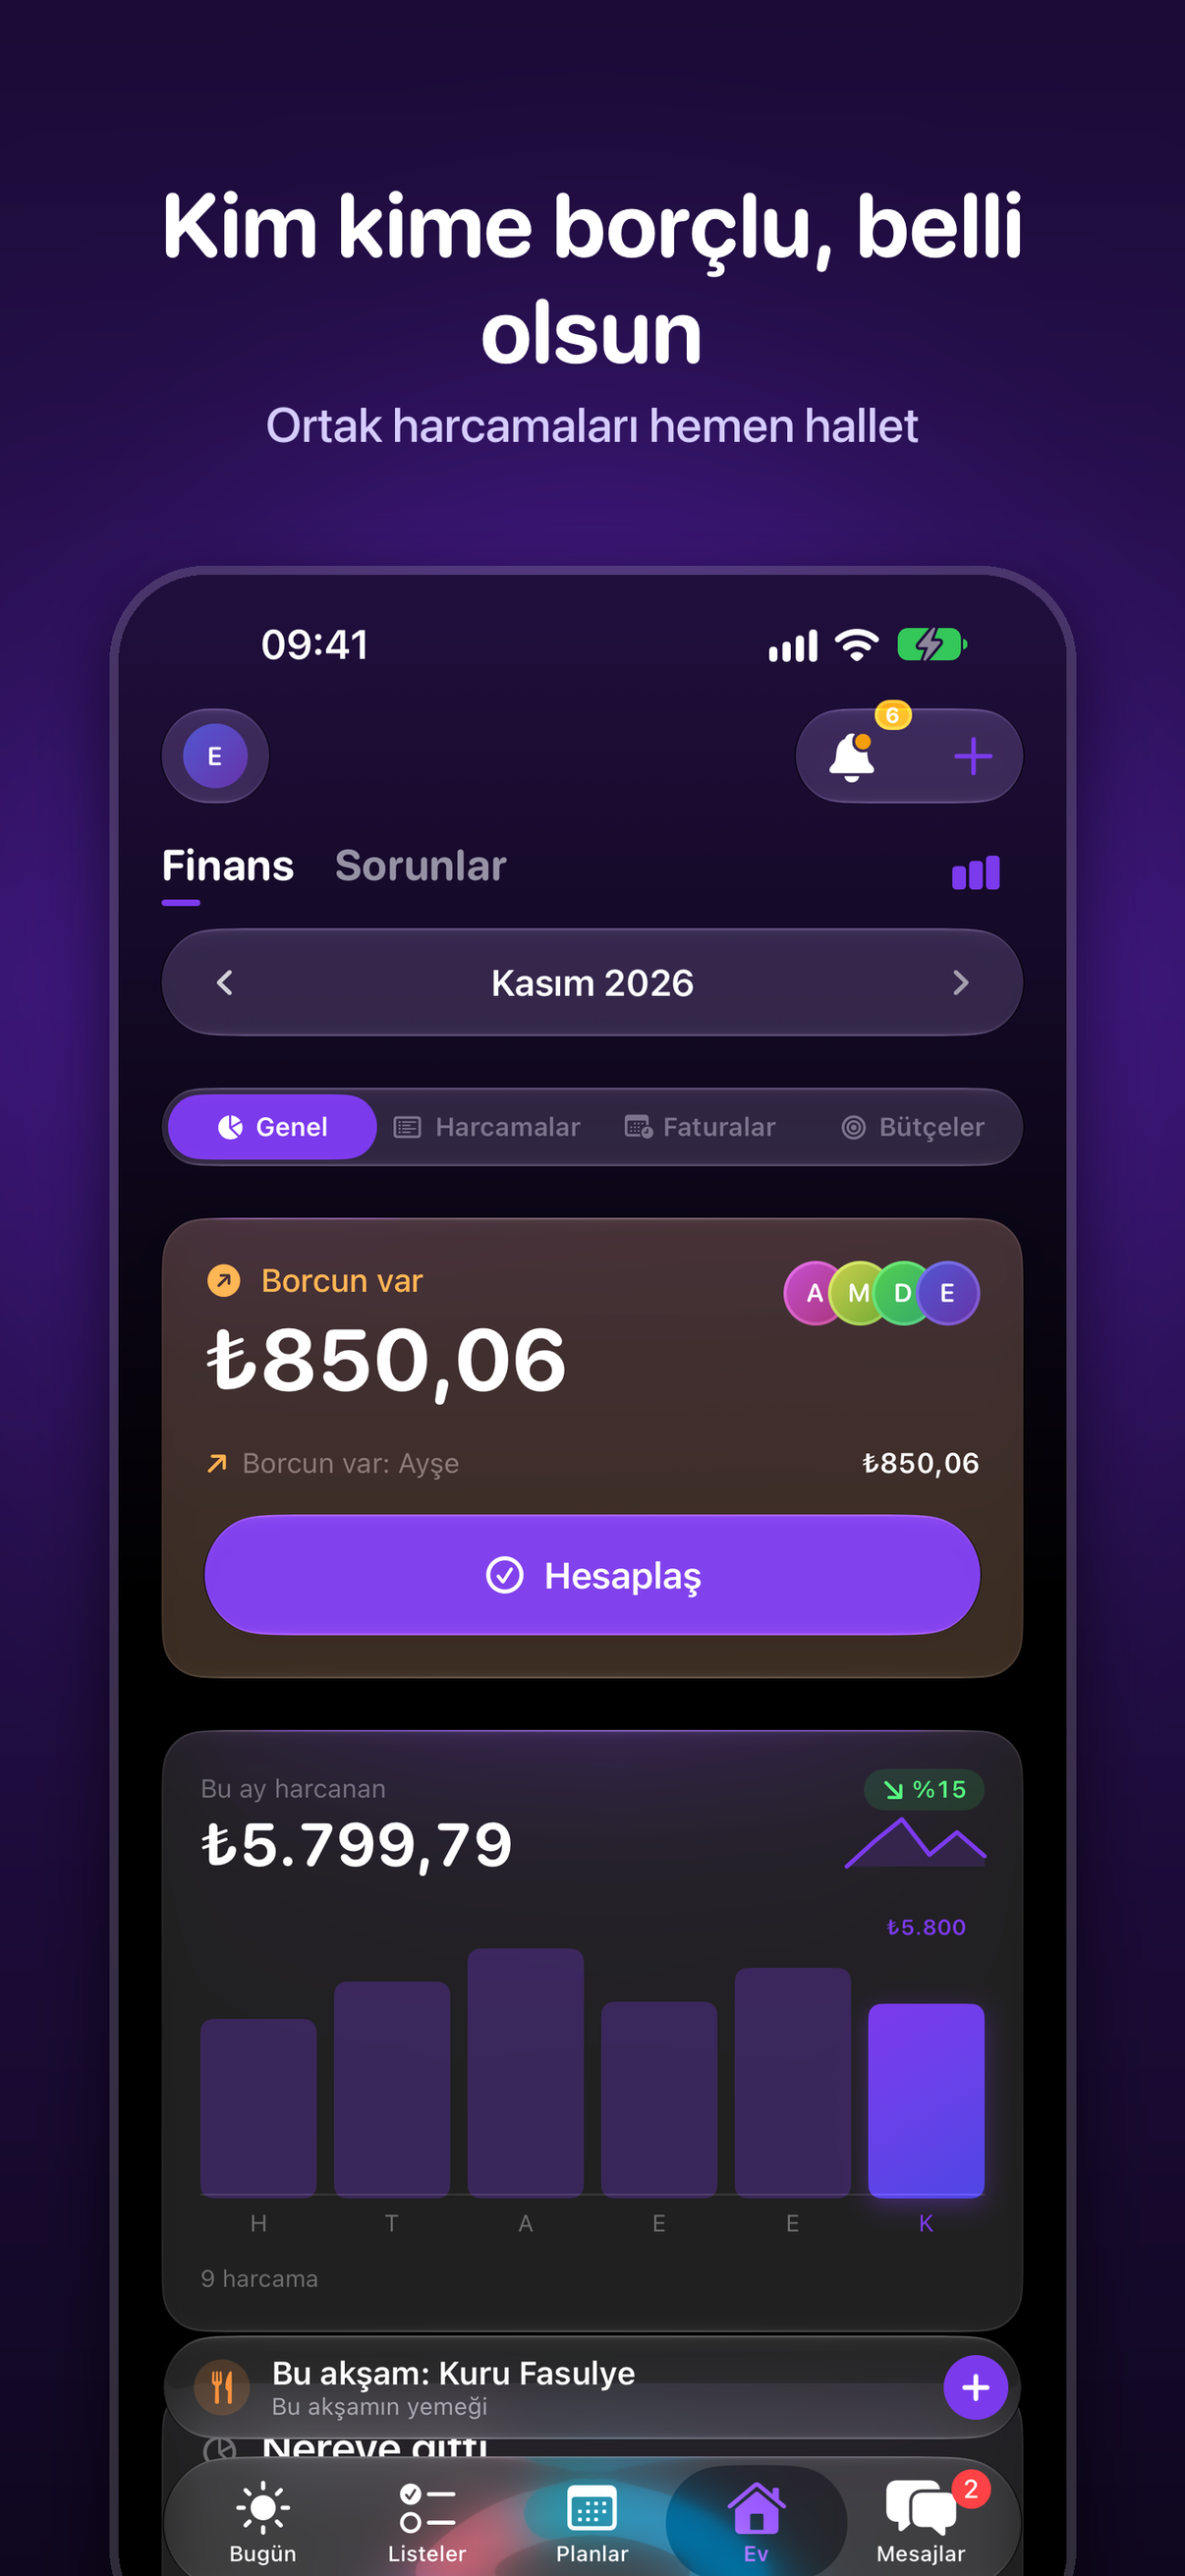 Kim kime borçlu, belli
olsun
Ortak harcamaları hemen hallet
09:41
E
6
Finans Sorunlar
Kasım 2026
Genel Harcamalar Faturalar Bütçeler
Borcun var
A M D E
₺850,06
Borcun var: Ayşe ₺850,06
Hesaplaş
Bu ay harcanan
%15
₺5.799,79
₺5.800
H T A E E K
9 harcama
Bu akşam: Kuru Fasulye
Bu akşamın yemeği
Nereye gitti
2
Bugün Listeler Planlar Ev Mesajlar